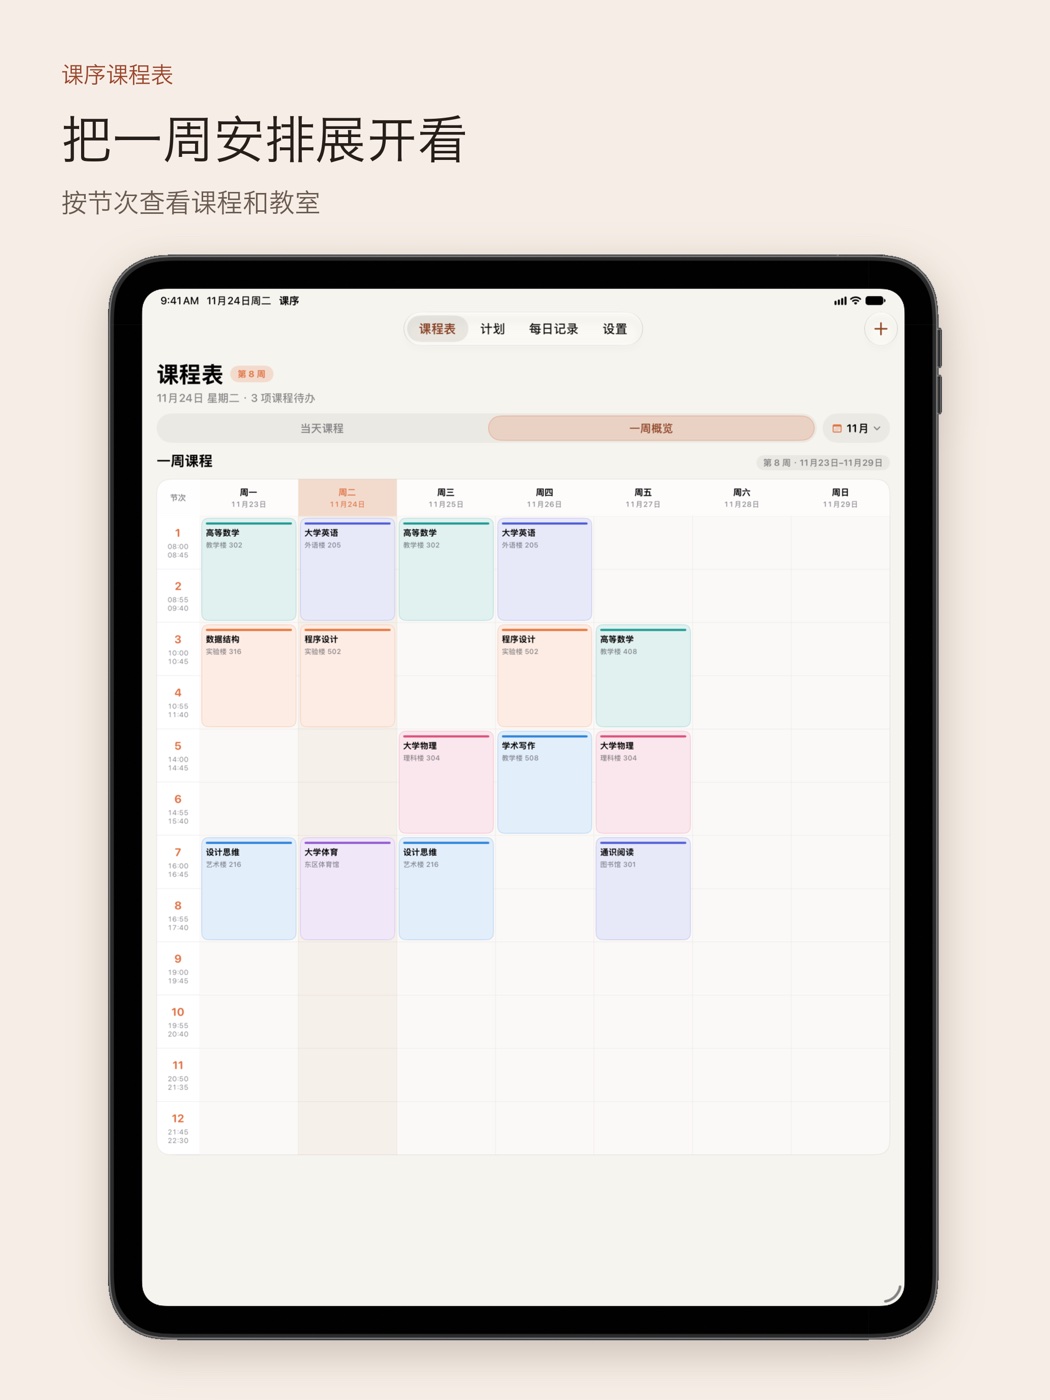 课序课程表
把一周安排展开看
按节次查看课程和教室
9:41 AM 11月24日周二 课序
课程表 计划 每日记录 设置
课程表 第 8 周
11月24日 星期二 · 3 项课程待办
当天课程 一周概览 11月
一周课程 第 8 周 · 11月23日–11月29日
节次 周一 周二 周三 周四 周五 周六 周日
11月23日 11月24日 11月25日 11月26日 11月27日 11月28日 11月29日
1 高等数学 大学英语 高等数学 大学英语
08:00 教学楼 302 外语楼 205 教学楼 302 外语楼 205
08:45
2
08:55
09:40
3 数据结构 程序设计 程序设计 高等数学
10:00 实验楼 316 实验楼 502 实验楼 502 教学楼 408
10:45
4
10:55
11:40
5 大学物理 学术写作 大学物理
14:00 理科楼 304 教学楼 508 理科楼 304
14:45
6
14:55
15:40
7 设计思维 大学体育 设计思维 通识阅读
16:00 艺术楼 216 东区体育馆 艺术楼 216 图书馆 301
16:45
8
16:55
17:40
9
19:00
19:45
10
19:55
20:40
11
20:50
21:35
12
21:45
22:30